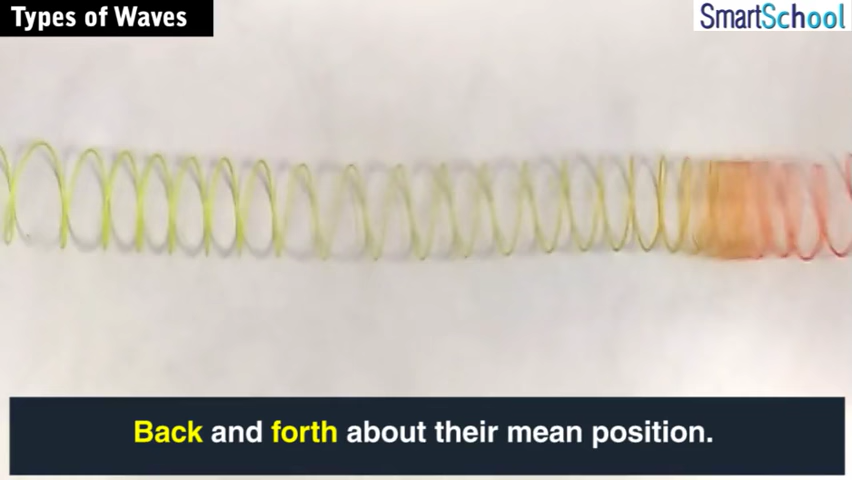 Types of Waves
SmartSchool
Back and forth about their mean position.